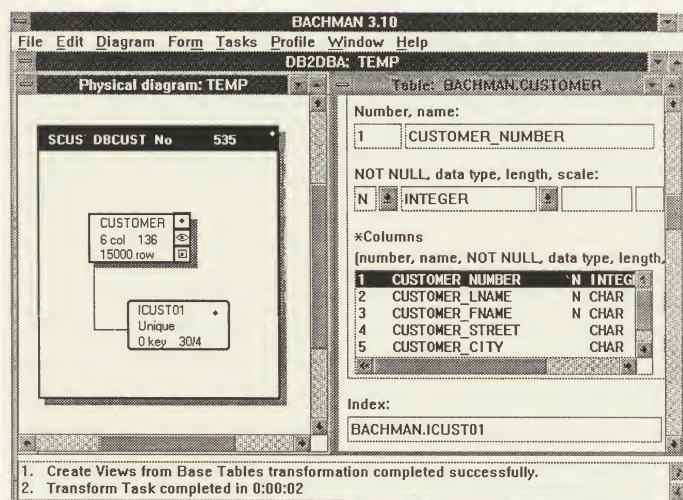 BACHMAN 3.10
File Edit Diagram Form Tasks Profile Window Help
DB2DBA: TEMP
Physical diagram: TEMP
SCUS DBCUST No 535
CUSTOMER
6 col 136
15000 row
ICUST01
Unique
0 key 30/4
Table: BACHMAN.CUSTOMER
Number, name:
1 CUSTOMER_NUMBER
NOT NULL, data type, length, scale:
N INTEGER
*Columns
(number, name, NOT NULL, data type, length,
1 CUSTOMER_NUMBER N INTEG
2 CUSTOMER_LNAME N CHAR
3 CUSTOMER_FNAME N CHAR
4 CUSTOMER_STREET CHAR
5 CUSTOMER_CITY CHAR
Index:
BACHMAN.ICUST01
1. Create Views from Base Tables transformation completed successfully.
2. Transform Task completed in 0:00:02